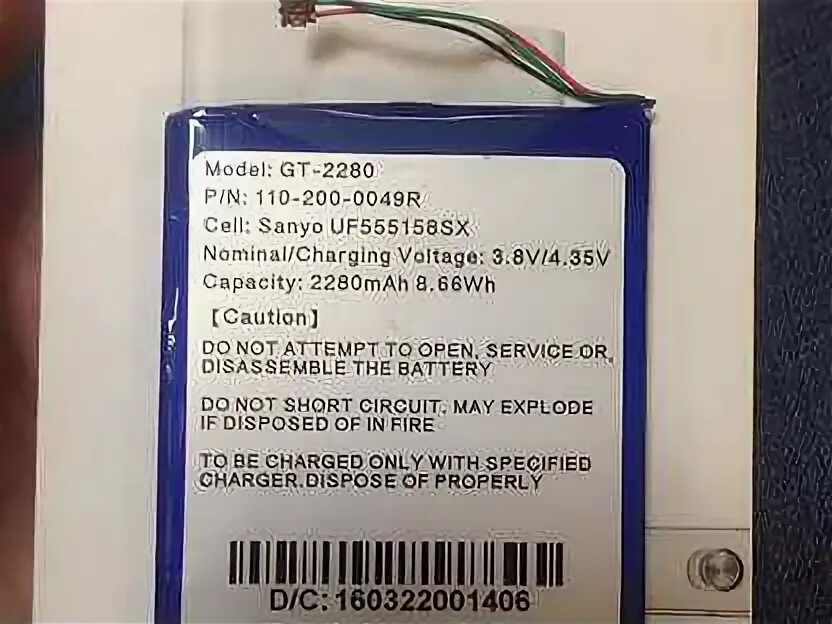 Model: GT-2280
P/N: 110-200-0049R
Cell: Sanyo UF555158SX
Nominal/Charging Voltage: 3.8V/4.35V
Capacity: 2280mAh 8.66Wh
【Caution】
DO NOT ATTEMPT TO OPEN, SERVICE OR,
DISASSEMBLE THE BATTERY
DO NOT SHORT CIRCUIT, MAY EXPLODE
IF DISPOSED OF IN FIRE
TO BE CHARGED ONLY WITH SPECIFIED
CHARGER.DISPOSE OF PROPERLY
D/C: 160322001406